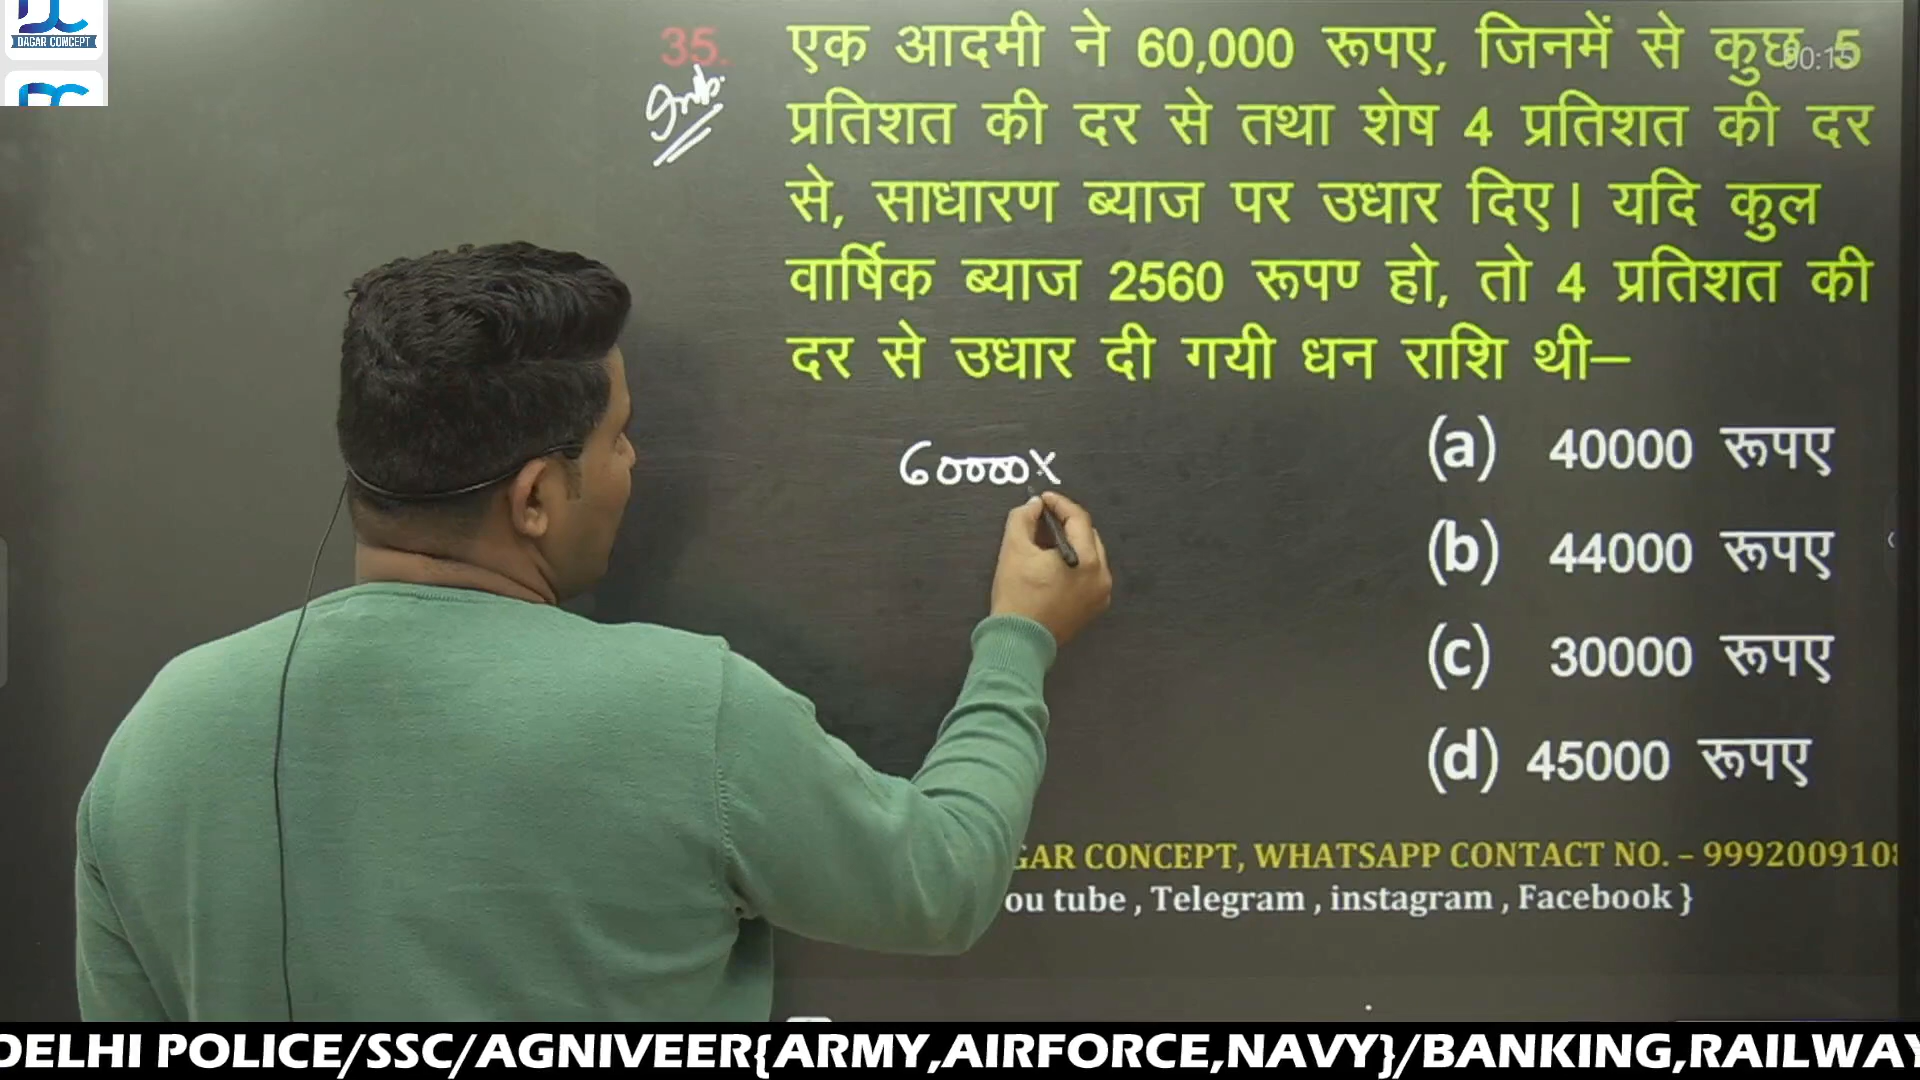 DAGAR CONCEPT
35. एक आदमी ने 60,000 रूपए, जिनमें से कुछ 5
00:15
प्रतिशत की दर से तथा शेष 4 प्रतिशत की दर
से, साधारण ब्याज पर उधार दिए। यदि कुल
वार्षिक ब्याज 2560 रूपण हो, तो 4 प्रतिशत की
दर से उधार दी गयी धन राशि थी–
60000 X
(a) 40000 रूपए
(b) 44000 रूपए
(c) 30000 रूपए
(d) 45000 रूपए
GAR CONCEPT, WHATSAPP CONTACT NO. – 9992009108
ou tube , Telegram , instagram , Facebook }
DELHI POLICE/SSC/AGNIVEER{ARMY,AIRFORCE,NAVY}/BANKING,RAILWAY